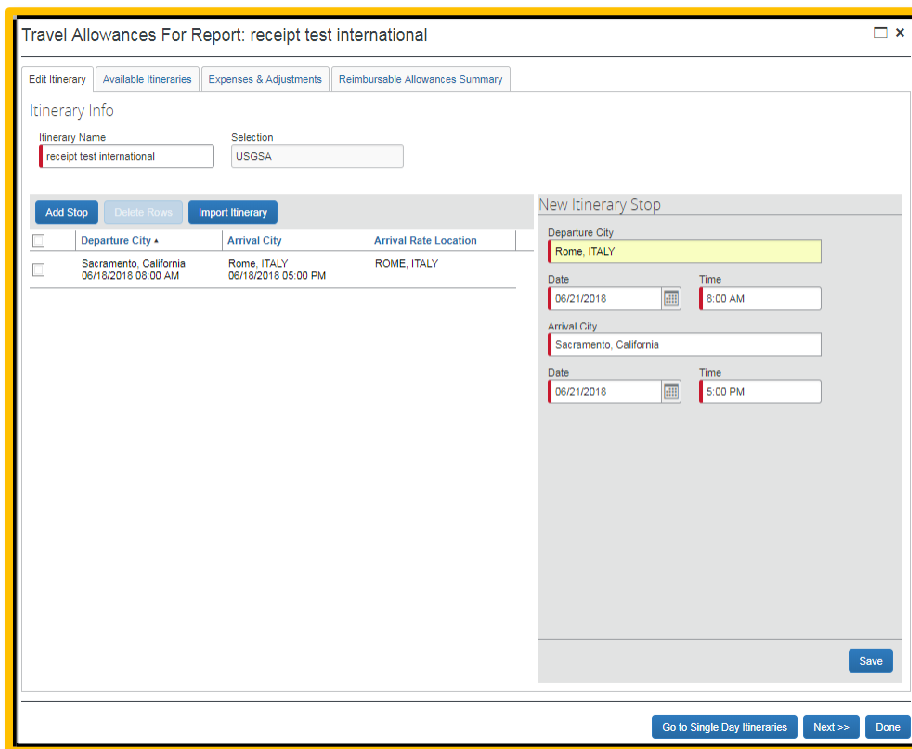 Travel Allowances For Report: receipt test international
Edit Itinerary Available Itineraries Expenses & Adjustments Reimbursable Allowances Summary
Itinerary Info
Itinerary Name Selection
receipt test international USGSA
Add Stop Delete Rows Import Itinerary
Departure City Arrival City Arrival Rate Location
Sacramento, California Rome, ITALY ROME, ITALY
06/18/2018 08:00 AM 06/18/2018 05:00 PM
New Itinerary Stop
Departure City
Rome, ITALY
Date Time
06/21/2018 8:00 AM
Arrival City
Sacramento, California
Date Time
06/21/2018 5:00 PM
Save
Go to Single Day Itineraries Next >> Done